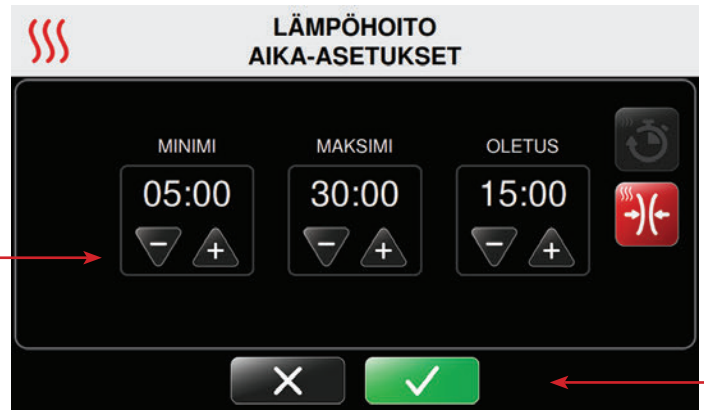 LÄMPÖHOITO
AIKA-ASETUKSET
MINIMI MAKSIMI OLETUS
05:00 30:00 15:00
− + − + − +